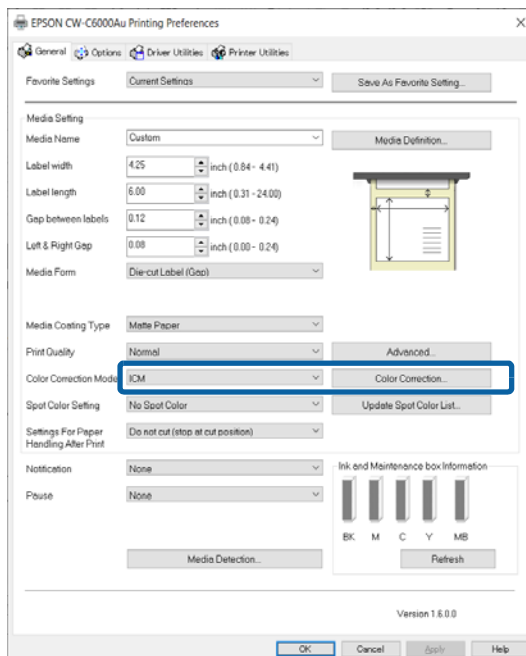 EPSON CW-C6000Au Printing Preferences
General Options Driver Utilities Printer Utilities
Favorite Settings Current Settings Save As Favorite Setting...
Media Setting
Media Name Custom Media Definition...
Label width 4.25 inch ( 0.84 - 4.41)
Label length 6.00 inch ( 0.31 - 24.00)
Gap between labels 0.12 inch ( 0.08 - 0.24)
Left & Right Gap 0.08 inch ( 0.00 - 0.24)
Media Form Die-cut Label (Gap)
Media Coating Type Matte Paper
Print Quality Normal Advanced...
Color Correction Mode ICM Color Correction...
Spot Color Setting No Spot Color Update Spot Color List...
Settings For Paper Do not cut (stop at cut position)
Handling After Print
Notification None Ink and Maintenance box Information
Pause None
BK M C Y MB
Media Detection... Refresh
Version 1.6.0.0
OK Cancel Apply Help